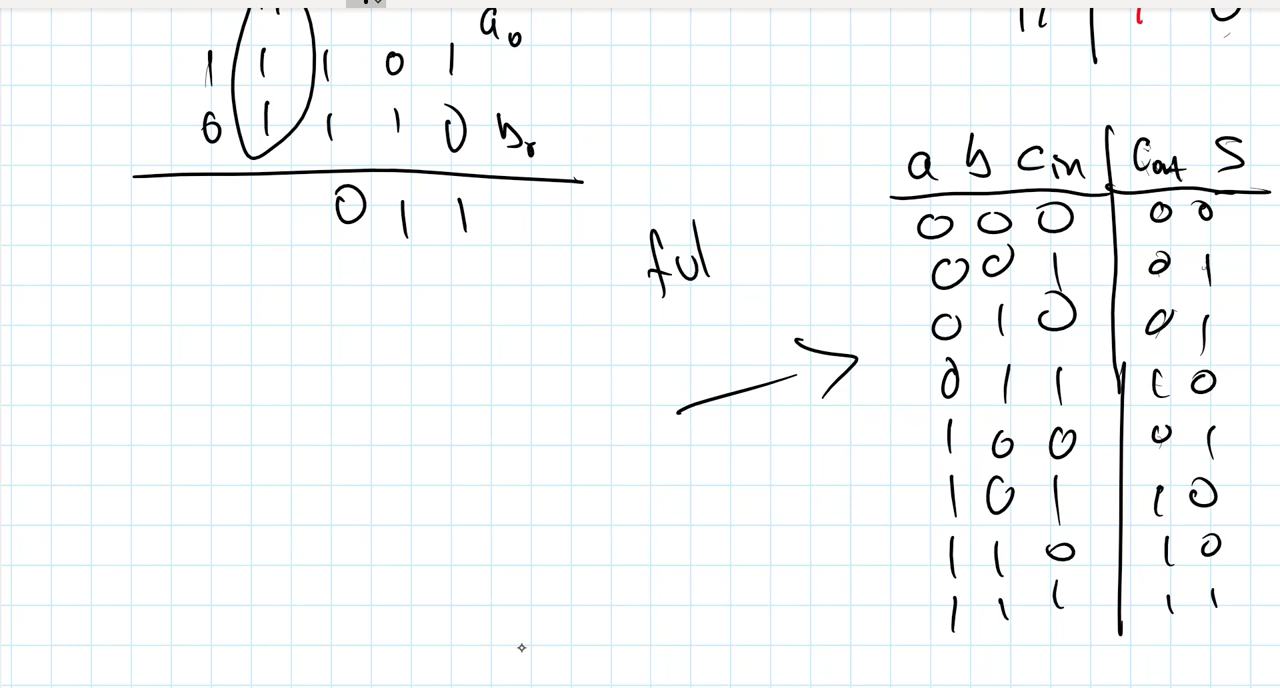 a₀
1 1 1 0 1
0 1 1 1 0
0 1 1
ful
a b Cin | Cout S
0 0 0 | 0 0
0 0 1 | 0 1
0 1 0 | 0 1
0 1 1 | 1 0
1 0 0 | 0 1
1 0 1 | 1 0
1 1 0 | 1 0
1 1 1 | 1 1